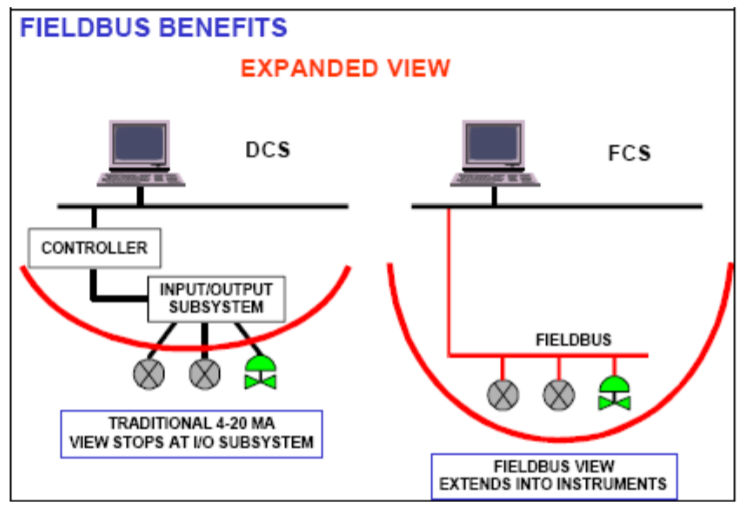 FIELDBUS BENEFITS
EXPANDED VIEW
DCS
CONTROLLER
INPUT/OUTPUT
SUBSYSTEM
TRADITIONAL 4-20 MA
VIEW STOPS AT I/O SUBSYSTEM
FCS
FIELDBUS
FIELDBUS VIEW
EXTENDS INTO INSTRUMENTS